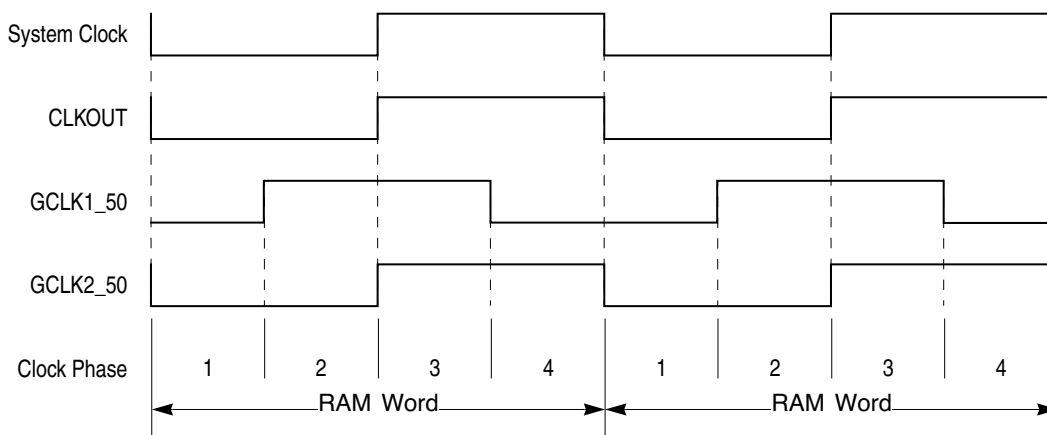 System Clock
CLKOUT
GCLK1_50
GCLK2_50
Clock Phase 1 2 3 4 1 2 3 4
RAM Word RAM Word